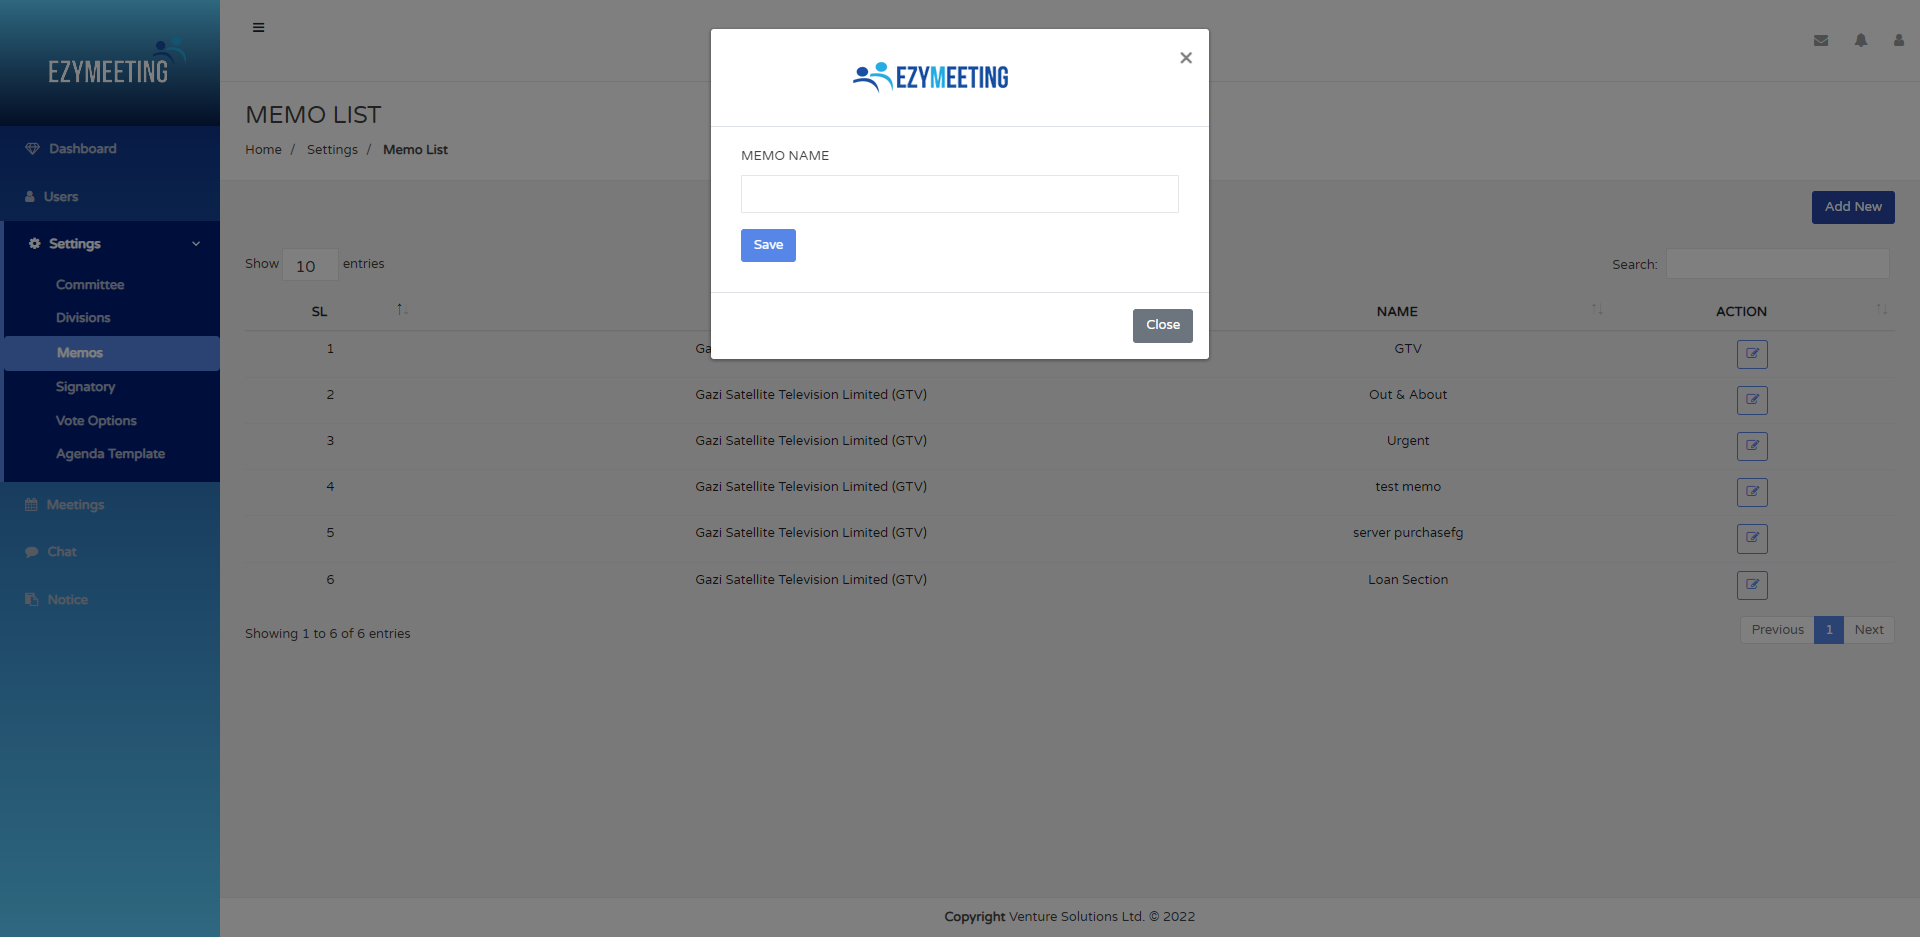 EZYMEETING
Dashboard
Users
Settings
Committee
Divisions
Memos
Signatory
Vote Options
Agenda Template
Meetings
Chat
Notice
MEMO LIST
Home / Settings / Memo List
×
EZYMEETING
MEMO NAME
Save
Close
Add New
Show 10 entries
Search:
SL NAME ACTION
1 Ga GTV
2 Gazi Satellite Television Limited (GTV) Out & About
3 Gazi Satellite Television Limited (GTV) Urgent
4 Gazi Satellite Television Limited (GTV) test memo
5 Gazi Satellite Television Limited (GTV) server purchasefg
6 Gazi Satellite Television Limited (GTV) Loan Section
Showing 1 to 6 of 6 entries
Previous 1 Next
Copyright Venture Solutions Ltd. © 2022